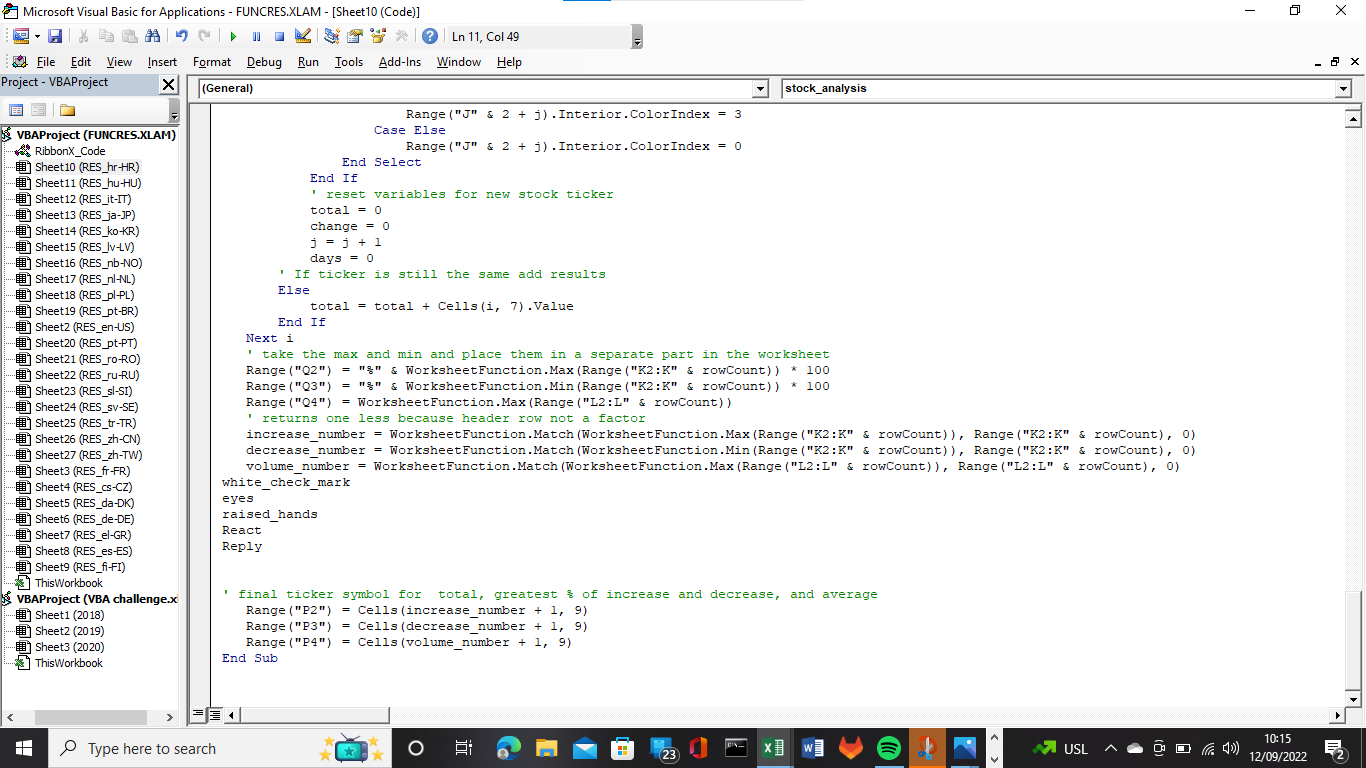 Microsoft Visual Basic for Applications - FUNCRES.XLAM - [Sheet10 (Code)]
Ln 11, Col 49
File Edit View Insert Format Debug Run Tools Add-Ins Window Help
Project - VBAProject
(General)
stock_analysis
VBAProject (FUNCRES.XLAM)
RibbonX_Code
Sheet10 (RES_hr-HR)
Sheet11 (RES_hu-HU)
Sheet12 (RES_it-IT)
Sheet13 (RES_ja-JP)
Sheet14 (RES_ko-KR)
Sheet15 (RES_lv-LV)
Sheet16 (RES_nb-NO)
Sheet17 (RES_nl-NL)
Sheet18 (RES_pl-PL)
Sheet19 (RES_pt-BR)
Sheet2 (RES_en-US)
Sheet20 (RES_pt-PT)
Sheet21 (RES_ro-RO)
Sheet22 (RES_ru-RU)
Sheet23 (RES_sl-SI)
Sheet24 (RES_sv-SE)
Sheet25 (RES_tr-TR)
Sheet26 (RES_zh-CN)
Sheet27 (RES_zh-TW)
Sheet3 (RES_fr-FR)
Sheet4 (RES_cs-CZ)
Sheet5 (RES_da-DK)
Sheet6 (RES_de-DE)
Sheet7 (RES_el-GR)
Sheet8 (RES_es-ES)
Sheet9 (RES_fi-FI)
ThisWorkbook
VBAProject (VBA challenge.x
Sheet1 (2018)
Sheet2 (2019)
Sheet3 (2020)
ThisWorkbook
Range("J" & 2 + j).Interior.ColorIndex = 3
Case Else
Range("J" & 2 + j).Interior.ColorIndex = 0
End Select
End If
' reset variables for new stock ticker
total = 0
change = 0
j = j + 1
days = 0
' If ticker is still the same add results
Else
total = total + Cells(i, 7).Value
End If
Next i
' take the max and min and place them in a separate part in the worksheet
Range("Q2") = "%" & WorksheetFunction.Max(Range("K2:K" & rowCount)) * 100
Range("Q3") = "%" & WorksheetFunction.Min(Range("K2:K" & rowCount)) * 100
Range("Q4") = WorksheetFunction.Max(Range("L2:L" & rowCount))
' returns one less because header row not a factor
increase_number = WorksheetFunction.Match(WorksheetFunction.Max(Range("K2:K" & rowCount)), Range("K2:K" & rowCount), 0)
decrease_number = WorksheetFunction.Match(WorksheetFunction.Min(Range("K2:K" & rowCount)), Range("K2:K" & rowCount), 0)
volume_number = WorksheetFunction.Match(WorksheetFunction.Max(Range("L2:L" & rowCount)), Range("L2:L" & rowCount), 0)
white_check_mark
eyes
raised_hands
React
Reply
' final ticker symbol for  total, greatest % of increase and decrease, and average
Range("P2") = Cells(increase_number + 1, 9)
Range("P3") = Cells(decrease_number + 1, 9)
Range("P4") = Cells(volume_number + 1, 9)
End Sub
Type here to search
23
USL
10:15
12/09/2022
2